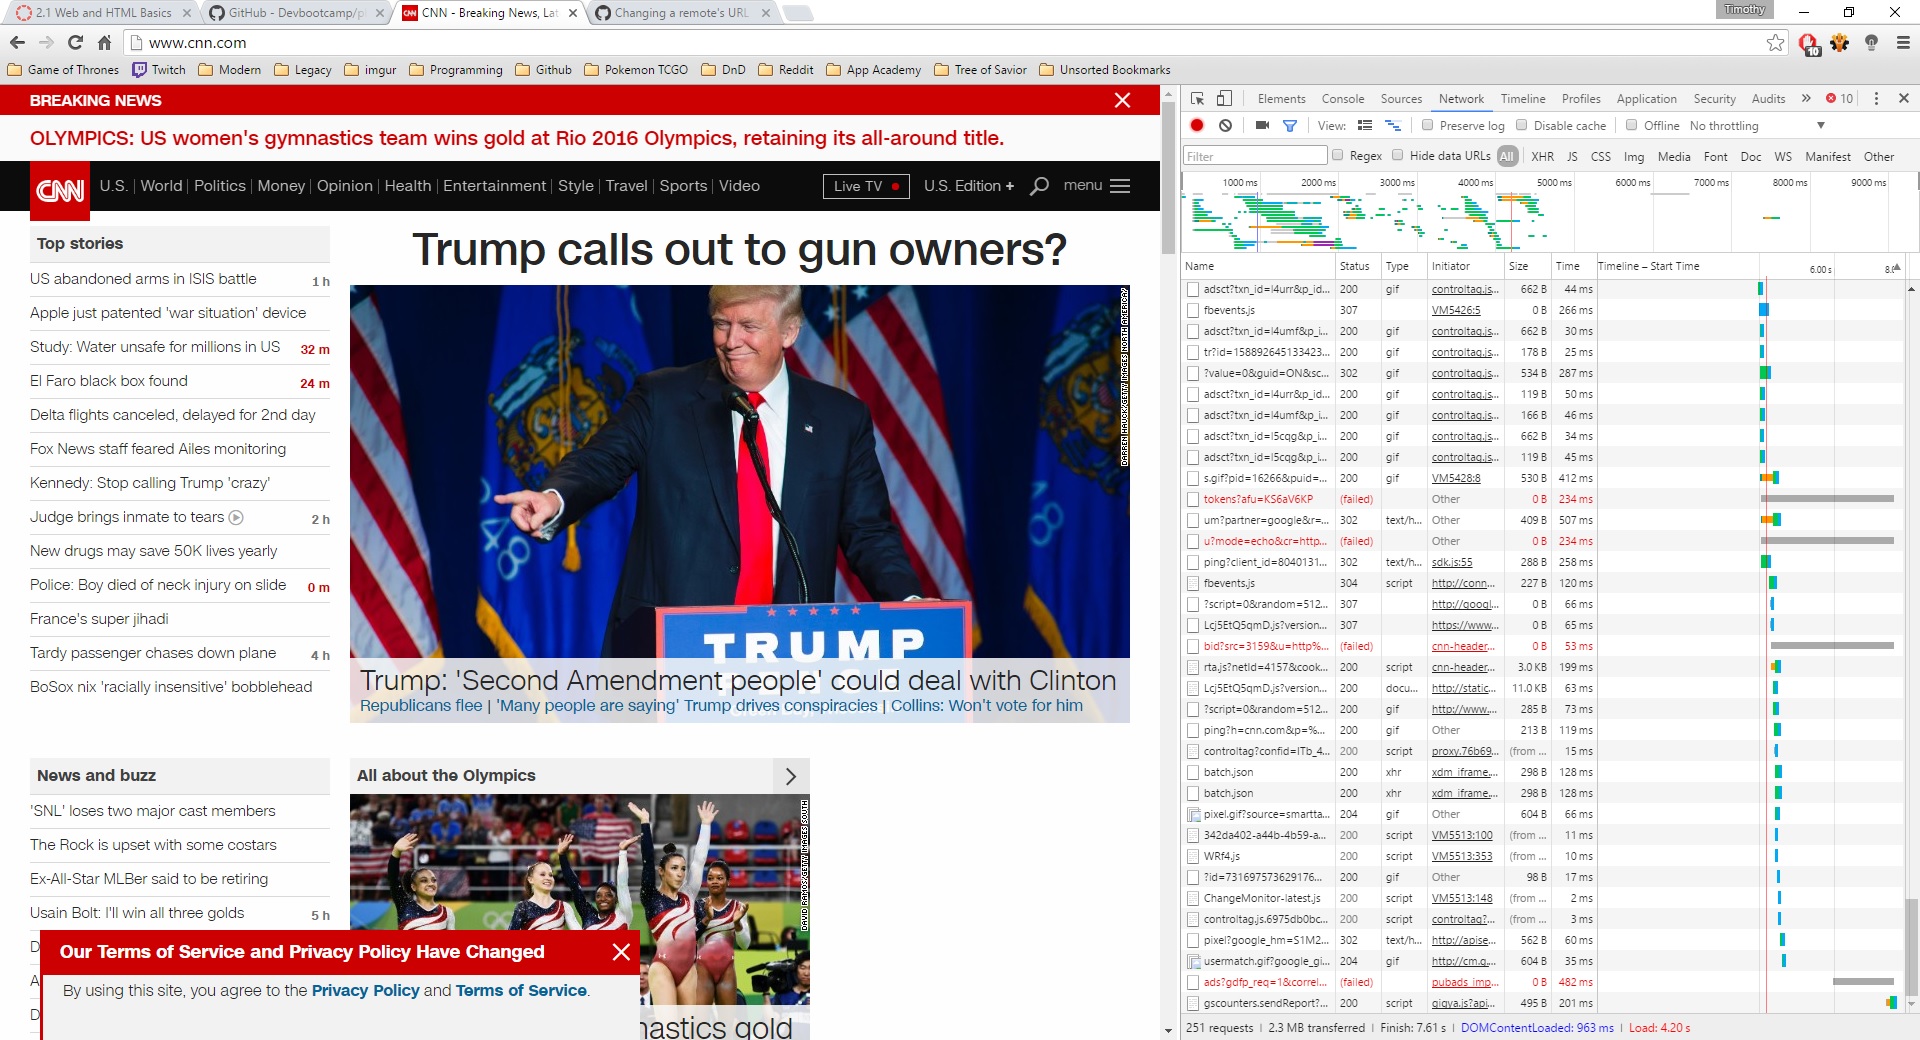 2.1 Web and HTML Basics
GitHub - Devbootcamp/p
CNN - Breaking News, Lat
Changing a remote's URL
Timothy
www.cnn.com
10
Game of Thrones Twitch Modern Legacy imgur Programming Github Pokemon TCGO DnD Reddit App Academy Tree of Savior Unsorted Bookmarks
BREAKING NEWS
OLYMPICS: US women's gymnastics team wins gold at Rio 2016 Olympics, retaining its all-around title.
CNN U.S. World Politics Money Opinion Health Entertainment Style Travel Sports Video Live TV U.S. Edition + menu
Top stories
US abandoned arms in ISIS battle 1 h
Apple just patented 'war situation' device
Study: Water unsafe for millions in US 32 m
El Faro black box found 24 m
Delta flights canceled, delayed for 2nd day
Fox News staff feared Ailes monitoring
Kennedy: Stop calling Trump 'crazy'
Judge brings inmate to tears 2 h
New drugs may save 50K lives yearly
Police: Boy died of neck injury on slide 0 m
France's super jihadi
Tardy passenger chases down plane 4 h
BoSox nix 'racially insensitive' bobblehead
Trump calls out to gun owners?
DARREN HAUCK/GETTY IMAGES NORTH AMERICA
TRUMP
Trump: 'Second Amendment people' could deal with Clinton
Republicans flee | 'Many people are saying' Trump drives conspiracies | Collins: Won't vote for him
News and buzz
'SNL' loses two major cast members
The Rock is upset with some costars
Ex-All-Star MLBer said to be retiring
Usain Bolt: I'll win all three golds 5 h
D
A
D
All about the Olympics
DAVID RAMOS/GETTY IMAGES SOUTH
nastics gold
Our Terms of Service and Privacy Policy Have Changed
By using this site, you agree to the Privacy Policy and Terms of Service.
Elements Console Sources Network Timeline Profiles Application Security Audits » 10
View: Preserve log Disable cache Offline No throttling
Filter Regex Hide data URLs All XHR JS CSS Img Media Font Doc WS Manifest Other
1000 ms 2000 ms 3000 ms 4000 ms 5000 ms 6000 ms 7000 ms 8000 ms 9000 ms
Name Status Type Initiator Size Time Timeline – Start Time 6.00 s 8.0
adsct?txn_id=l4urr&p_id... 200 gif controltag.js... 662 B 44 ms
fbevents.js 307 VM5426:5 0 B 266 ms
adsct?txn_id=l4umf&p_i... 200 gif controltag.js... 662 B 30 ms
tr?id=158892645133423... 200 gif controltag.js... 178 B 25 ms
?value=0&guid=ON&sc... 302 gif controltag.js... 534 B 287 ms
adsct?txn_id=l4urr&p_id... 200 gif controltag.js... 119 B 50 ms
adsct?txn_id=l4umf&p_i... 200 gif controltag.js... 166 B 46 ms
adsct?txn_id=l5cqg&p_i... 200 gif controltag.js... 662 B 34 ms
adsct?txn_id=l5cqg&p_i... 200 gif controltag.js... 119 B 45 ms
s.gif?pid=16266&puid=... 200 gif VM5428:8 530 B 412 ms
tokens?afu=KS6aV6KP (failed) Other 0 B 234 ms
um?partner=google&r=... 302 text/h... Other 409 B 507 ms
u?mode=echo&cr=http... (failed) Other 0 B 234 ms
ping?client_id=8040131... 302 text/h... sdk.js:55 288 B 258 ms
fbevents.js 304 script http://conn... 227 B 120 ms
?script=0&random=512... 307 http://googl... 0 B 66 ms
Lcj5EtQ5qmD.js?version... 307 https://www... 0 B 65 ms
bid?src=3159&u=http%... (failed) cnn-header... 0 B 53 ms
rta.js?netId=4157&cook... 200 script cnn-header... 3.0 KB 199 ms
Lcj5EtQ5qmD.js?version... 200 docu... http://static... 11.0 KB 63 ms
?script=0&random=512... 200 gif http://www.... 285 B 73 ms
ping?h=cnn.com&p=%... 200 gif Other 213 B 119 ms
controltag?confid=ITb_4... 200 script proxy.76b69... (from ... 15 ms
batch.json 200 xhr xdm_iframe... 298 B 128 ms
batch.json 200 xhr xdm_iframe... 298 B 128 ms
pixel.gif?source=smartta... 204 gif Other 604 B 66 ms
342da402-a44b-4b59-a... 200 script VM5513:100 (from ... 11 ms
WRf4.js 200 script VM5513:353 (from ... 10 ms
?id=731697573629176... 200 gif Other 98 B 17 ms
ChangeMonitor-latest.js 200 script VM5513:148 (from ... 2 ms
controltag.js.6975db0bc... 200 script controltag?... (from ... 3 ms
pixel?google_hm=S1M2... 302 text/h... http://apise... 562 B 60 ms
usermatch.gif?google_gi... 204 gif http://cm.g... 604 B 35 ms
ads?gdfp_req=1&correl... (failed) pubads_imp... 0 B 482 ms
gscounters.sendReport?... 200 script gigya.js?api... 495 B 201 ms
251 requests | 2.3 MB transferred | Finish: 7.61 s | DOMContentLoaded: 963 ms | Load: 4.20 s